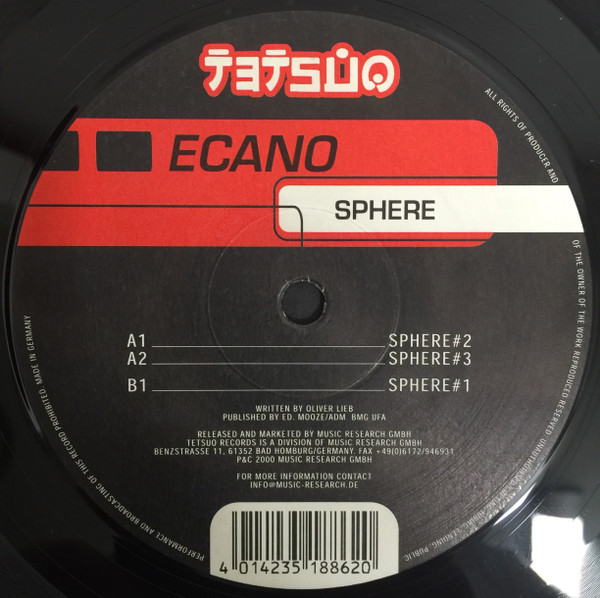 TETSUO
ECANO
SPHERE
A1 SPHERE#2
A2 SPHERE#3
B1 SPHERE#1
WRITTEN BY OLIVER LIEB
PUBLISHED BY ED. MOOZE/ADM BMG UFA
RELEASED AND MARKETED BY MUSIC RESEARCH GMBH
TETSUO RECORDS IS A DIVISION OF MUSIC RESEARCH GMBH
BENZSTRASSE 11, 61352 BAD HOMBURG/GERMANY. FAX +49(0)6172/946931
P&C 2000 MUSIC RESEARCH GMBH
FOR MORE INFORMATION CONTACT
INFO@MUSIC-RESEARCH.DE
4 014235 188620
ALL RIGHTS OF PRODUCER AND OF THE OWNER OF THE WORK REPRODUCED RESERVED. LENDING, PUBLIC PERFORMANCE AND BROADCASTING OF THIS RECORD PROHIBITED. MADE IN GERMANY